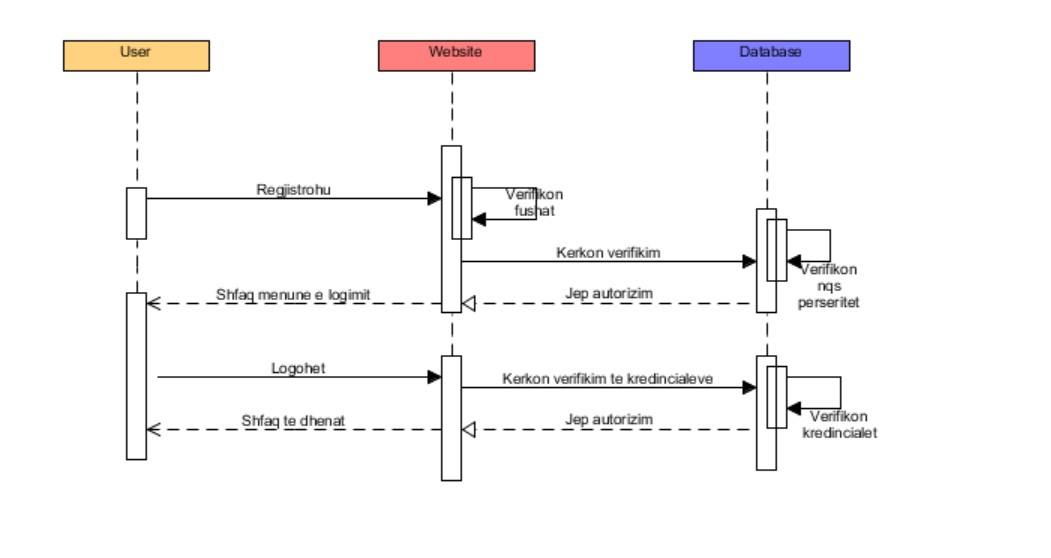 User
Website
Database
Regjistrohu
Verifikon
fushat
Kerkon verifikim
Verifikon
nqs
perseritet
Shfaq menune e logimit
Jep autorizim
Logohet
Kerkon verifikim te kredincialeve
Verifikon
kredincialet
Shfaq te dhenat
Jep autorizim